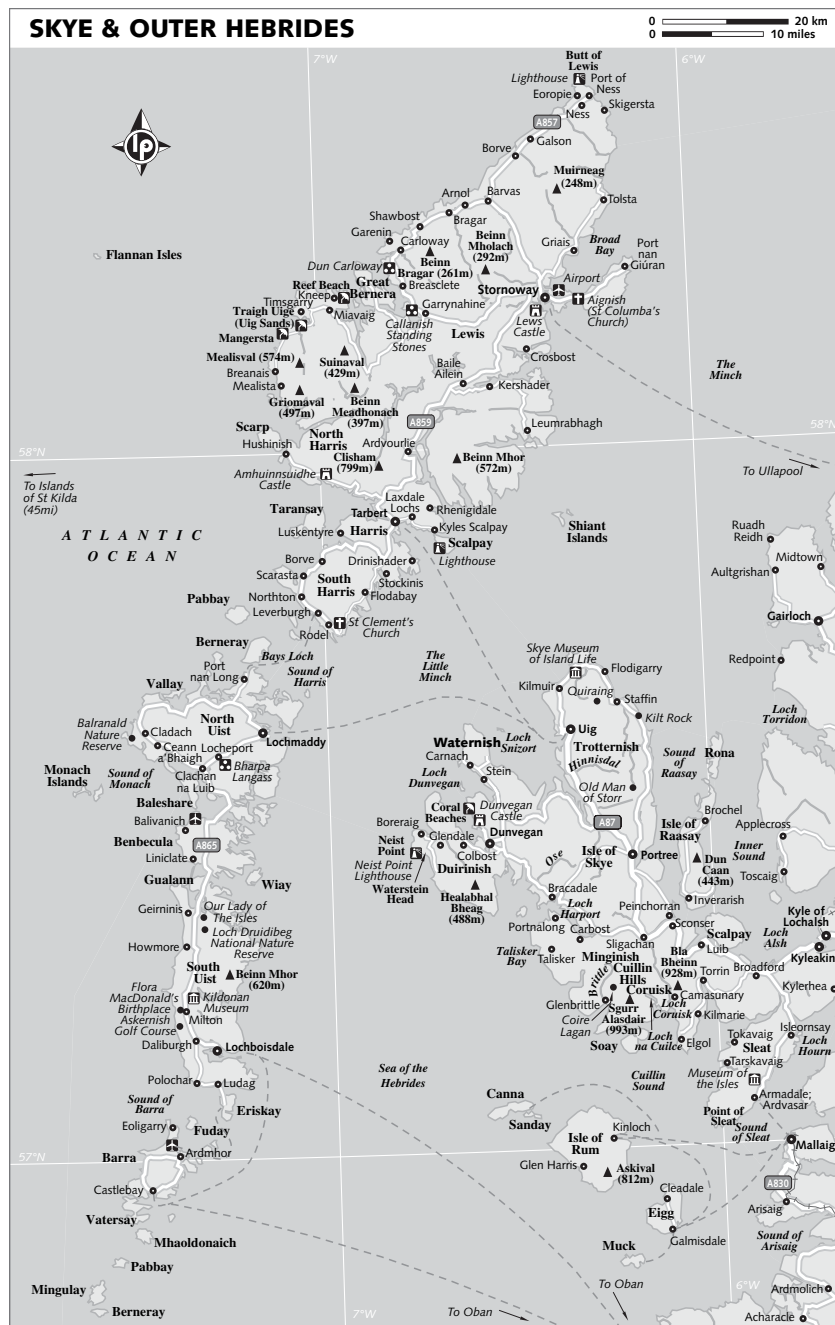 SKYE & OUTER HEBRIDES
0 20 km
0 10 miles
7°W
6°W
Butt of
Lewis
Lighthouse
Port of
Ness
Eoropie
Ness
Skigersta
A857
lp
Galson
Borve
Muirneag
(248m)
Tolsta
Arnol
Barvas
Shawbost
Bragar
Garenin
Carloway
Beinn
Mholach
(292m)
Griais
Broad
Bay
Port
nan
Giúran
Flannan Isles
Dun Carloway
Beinn
Bragar (261m)
Great
Bernera
Breasclete
Reef Beach
Kneep
Timsgarry
Miavaig
Traigh Uige
(Uig Sands)
Mangersta
Garrynahine
Callanish
Standing
Stones
Stornoway
Airport
Aignish
(St Columba's
Church)
Lews
Castle
Lewis
Mealisval (574m)
Suinaval
(429m)
Breanais
Mealista
Griomaval
(497m)
Beinn
Meadhonach
(397m)
Baile
Ailein
Crosbost
Kershader
The
Minch
A859
Leumrabhagh
Scarp
Hushinish
North
Harris
Ardvourlie
Clisham
(799m)
Beinn Mhor
(572m)
58°N
58°N
To Ullapool
To Islands
of St Kilda
(45mi)
Amhuinnsuidhe
Castle
Taransay
Laxdale
Lochs
Rhenigidale
Tarbert
Kyles Scalpay
Luskentyre
Harris
Scalpay
Lighthouse
Shiant
Islands
ATLANTIC
OCEAN
Borve
Drinishader
Scarasta
South
Harris
Stockinis
Flodabay
Northton
Leverburgh
St Clement's
Church
Rodel
Ruadh
Reidh
Midtown
Aultgrishan
Gairloch
Pabbay
Berneray
Bays Loch
Sound of
Harris
Port
nan Long
Vallay
The
Little
Minch
Skye Museum
of Island Life
Flodigarry
Kilmuir
Quiraing
Staffin
Kilt Rock
Redpoint
Loch
Torridon
Balranald
Nature
Reserve
Cladach
North
Uist
Ceann
a'Bhaigh
Locheport
Lochmaddy
Clachan
na Luib
Bharpa
Langass
Uig
Trotternish
Hinnisdal
Sound
of
Raasay
Rona
Waternish
Loch
Snizort
Carnach
Stein
Loch
Dunvegan
Old Man
of Storr
Monach
Islands
Sound of
Monach
Baleshare
Balivanich
Benbecula
A865
Liniclate
Coral
Beaches
Dunvegan
Castle
Boreraig
Dunvegan
Glendale
Colbost
Neist
Point
Neist Point
Lighthouse
Waterstein
Head
Duirinish
Healabhal
Bheag
(488m)
A87
Isle of
Skye
Portree
Isle of
Raasay
Brochel
Dun
Caan
(443m)
Applecross
Inner
Sound
Toscaig
Ose
Gualann
Wiay
Bracadale
Loch
Harport
Peinchorran
Inverarish
Portnalong
Carbost
Sconser
Scalpay
Kyle of
Lochalsh
Loch
Alsh
Geirninis
Our Lady of
The Isles
Loch Druidibeg
National Nature
Reserve
Howmore
Talisker
Bay
Talisker
Sligachan
Luib
Kyleakin
Minginish
Cuillin
Hills
Bla
Bheinn
(928m)
Torrin
Broadford
South
Uist
Beinn Mhor
(620m)
Brittle
Coruisk
Glenbrittle
Camasunary
Kylerhea
Flora
MacDonald's
Birthplace
Kildonan
Museum
Milton
Askernish
Golf Course
Coire
Lagan
Sgurr
Alasdair
(993m)
Loch
Coruisk
Kilmarie
Isleornsay
Daliburgh
Lochboisdale
Soay
Loch
na Cuilce
Elgol
Tokavaig
Sleat
Loch
Hourn
Tarskavaig
Museum of
the Isles
Polochar
Ludag
Sea of the
Hebrides
Cuillin
Sound
Armadale;
Ardvasar
Point of
Sleat
Sound
of Sleat
Sound of
Barra
Eriskay
Eoligarry
Fuday
Canna
Sanday
Isle of
Rum
Kinloch
Mallaig
57°N
Barra
Ardmhor
Glen Harris
Askival
(812m)
A830
Castlebay
Cleadale
Arisaig
Vatersay
Eigg
Galmisdale
Sound of
Arisaig
Mhaoldonaich
Muck
Pabbay
To Oban
6°W
Mingulay
Ardmolich
Berneray
7°W
To Oban
Acharacle